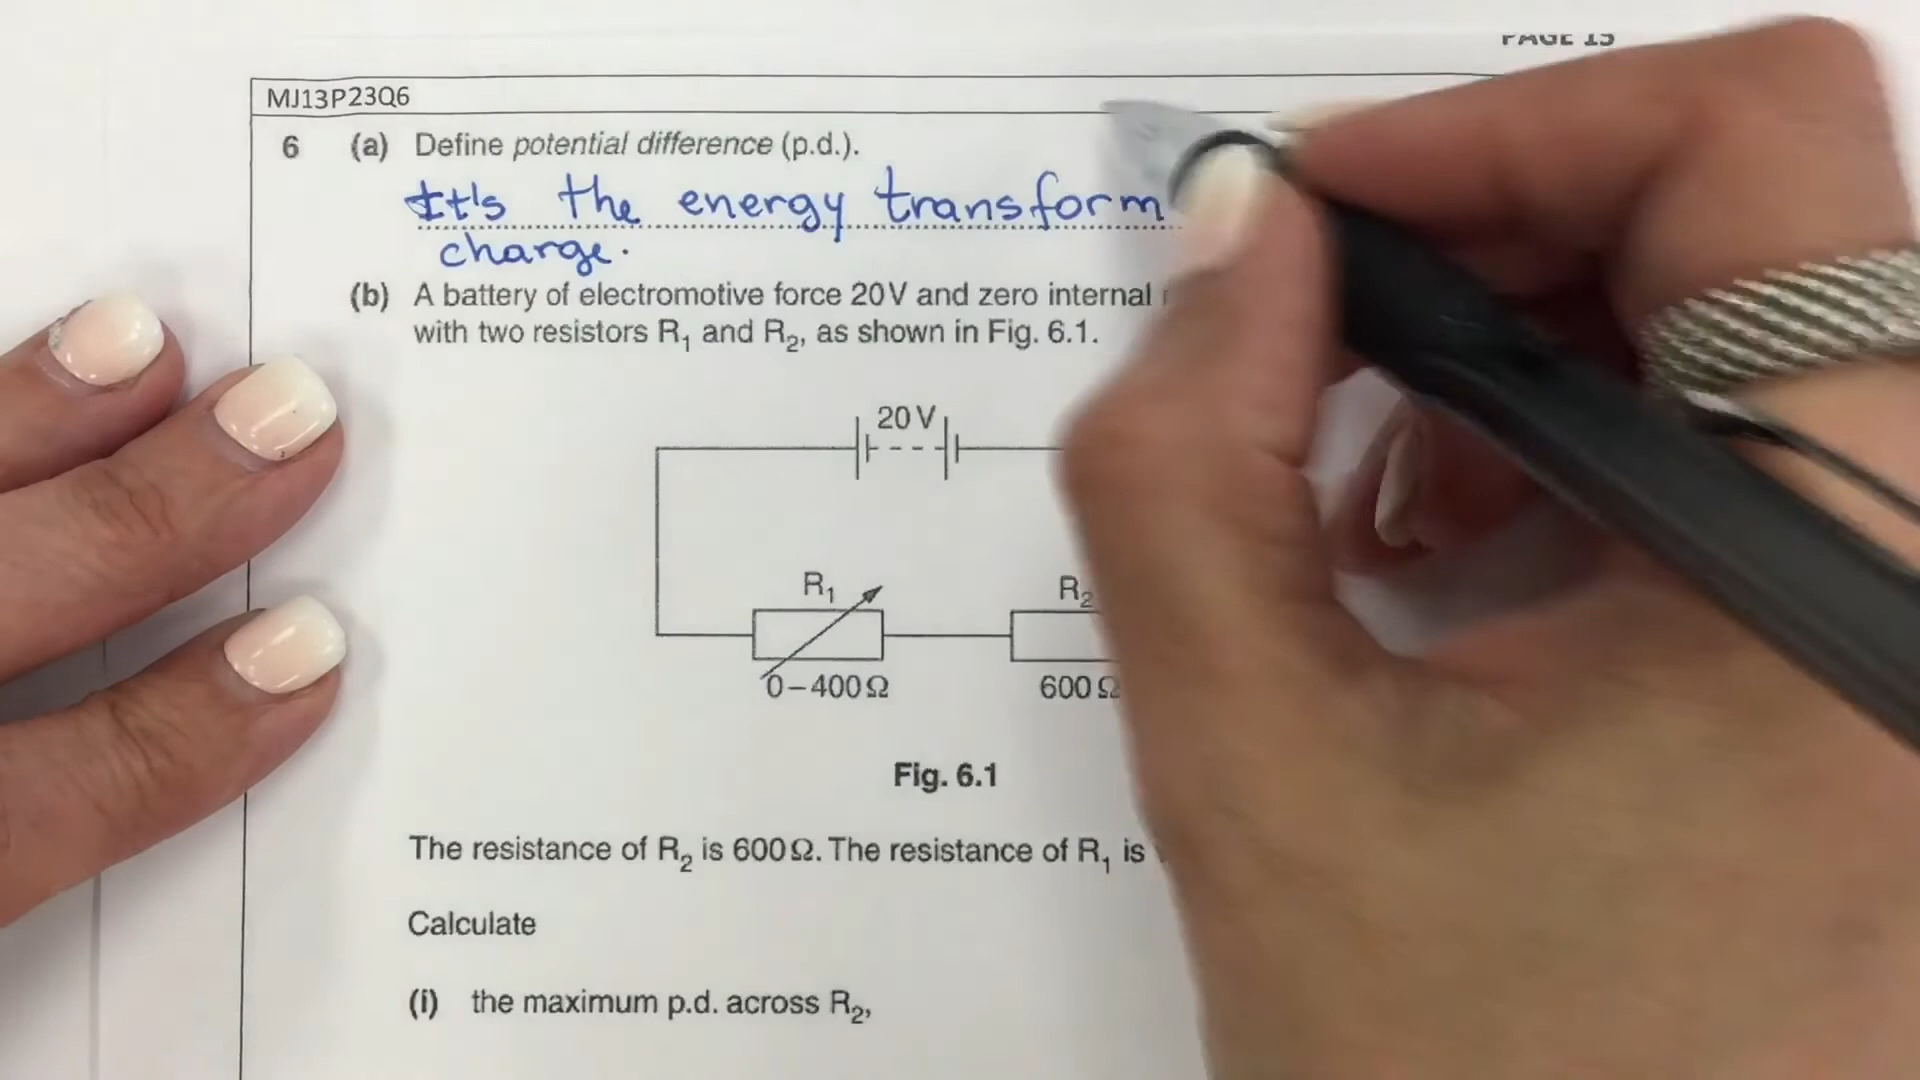 PAGE 15
MJ13P23Q6
6 (a) Define potential difference (p.d.).
It's the energy transform
charge.
(b) A battery of electromotive force 20V and zero internal
with two resistors R₁ and R₂, as shown in Fig. 6.1.
20V
R₁ R₂
0–400Ω 600Ω
Fig. 6.1
The resistance of R₂ is 600Ω. The resistance of R₁ is
Calculate
(i) the maximum p.d. across R₂,